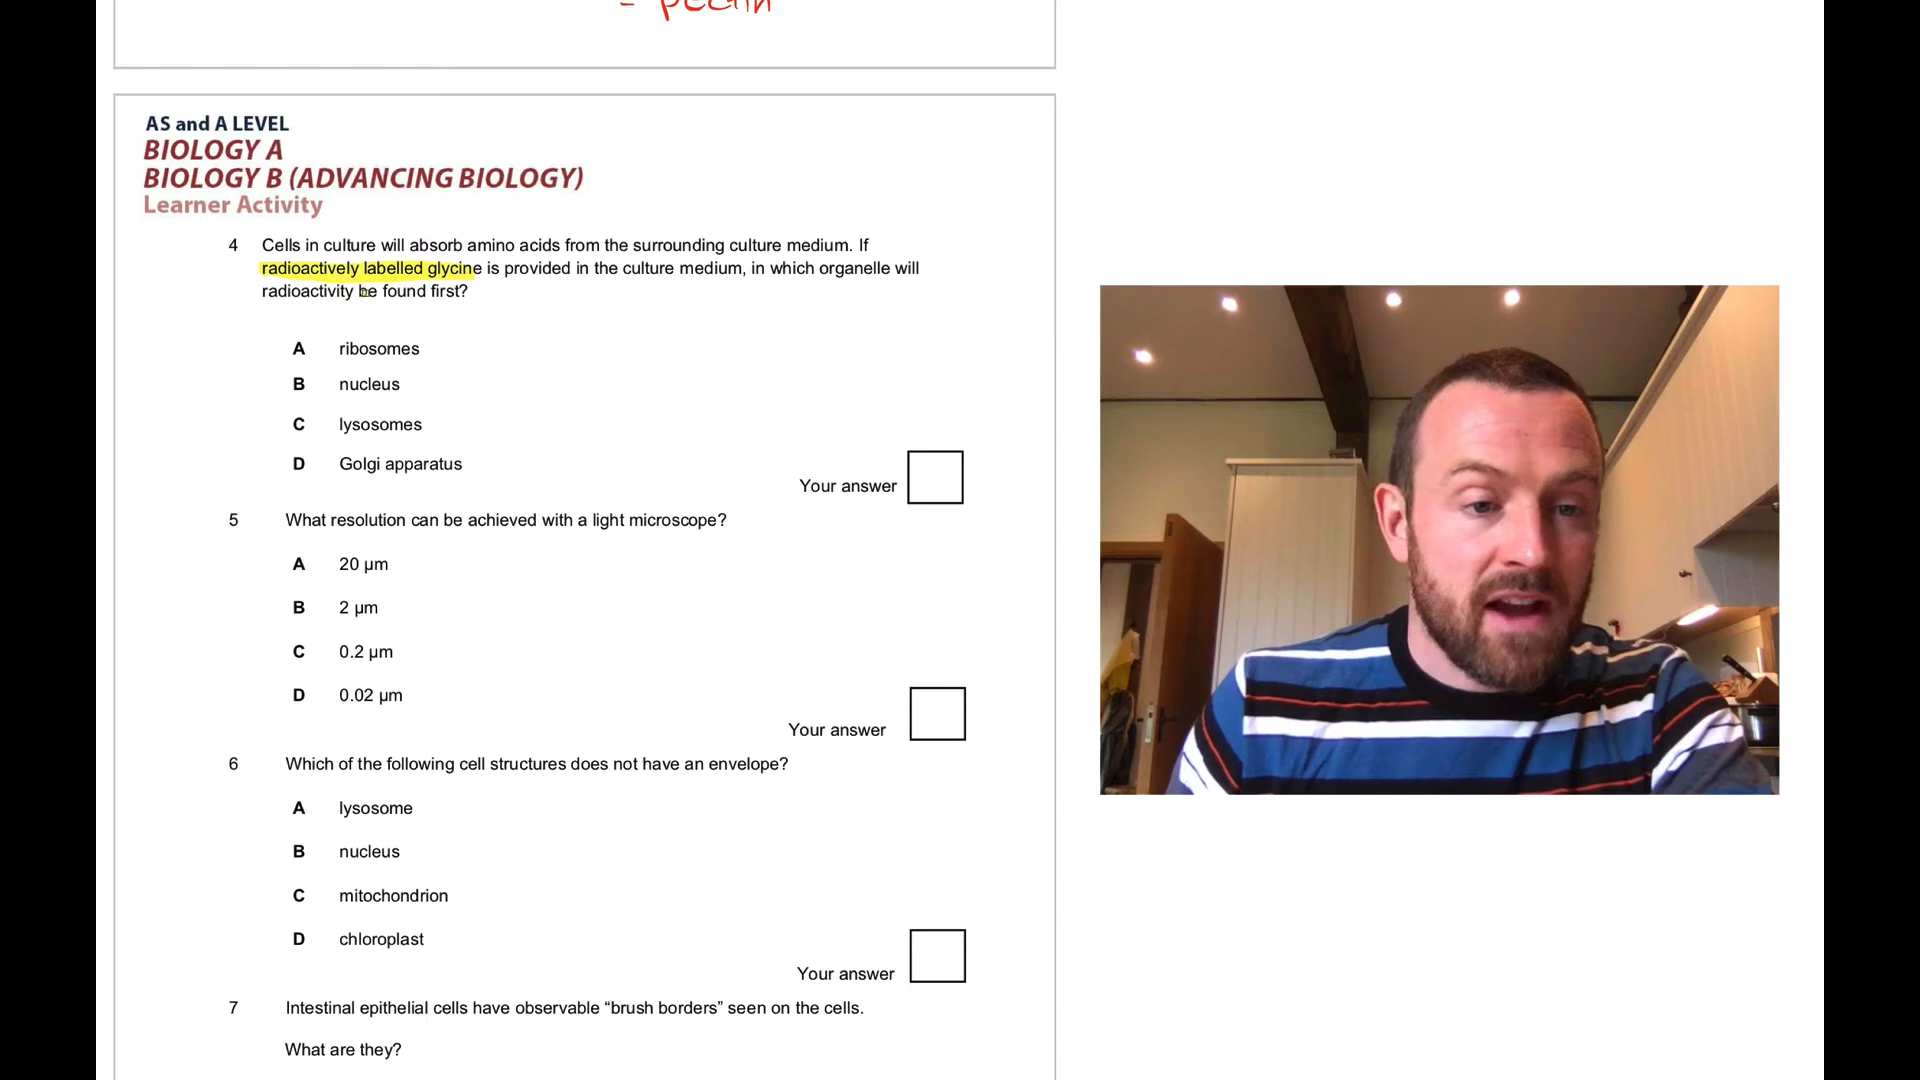 = pectin
AS and A LEVEL
BIOLOGY A
BIOLOGY B (ADVANCING BIOLOGY)
Learner Activity
4 Cells in culture will absorb amino acids from the surrounding culture medium. If
radioactively labelled glycine is provided in the culture medium, in which organelle will
radioactivity be found first?
A ribosomes
B nucleus
C lysosomes
D Golgi apparatus
Your answer
5 What resolution can be achieved with a light microscope?
A 20 μm
B 2 μm
C 0.2 μm
D 0.02 μm
Your answer
6 Which of the following cell structures does not have an envelope?
A lysosome
B nucleus
C mitochondrion
D chloroplast
Your answer
7 Intestinal epithelial cells have observable “brush borders” seen on the cells.
What are they?